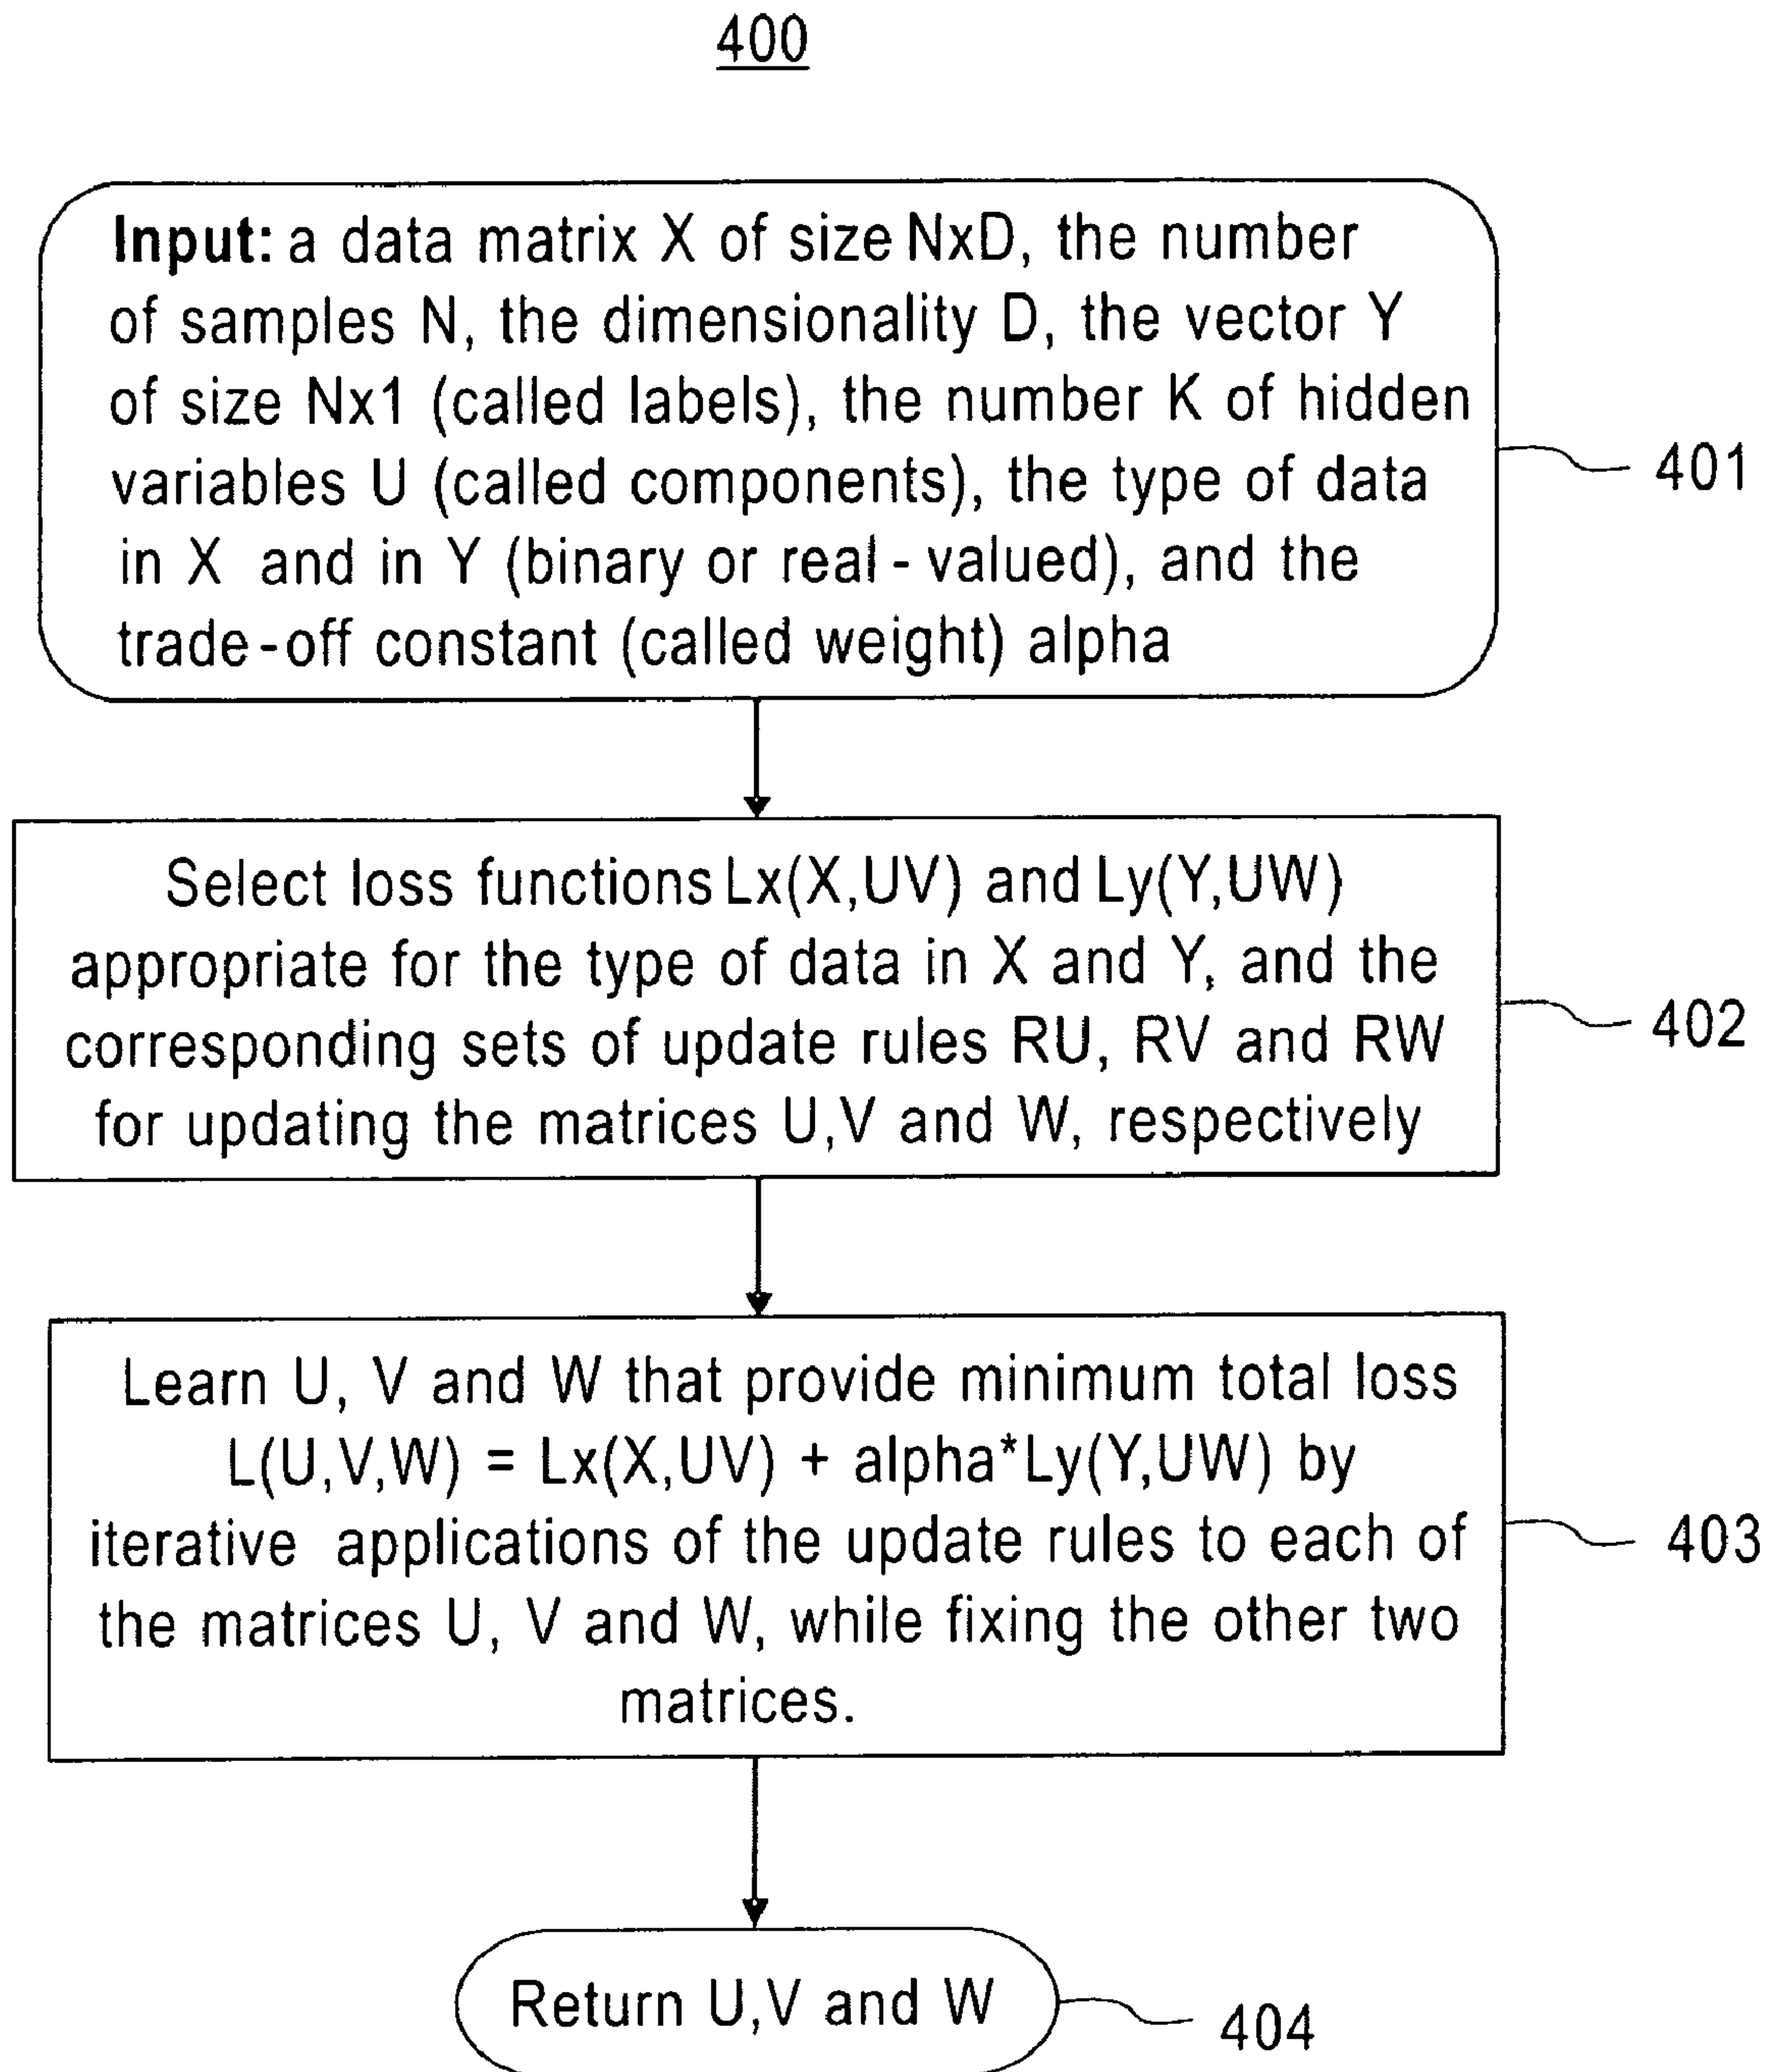 400
Input: a data matrix X of size NxD, the number
of samples N, the dimensionality D, the vector Y
of size Nx1 (called labels), the number K of hidden
variables U (called components), the type of data
in X and in Y (binary or real-valued), and the
trade-off constant (called weight) alpha
401
Select loss functions Lx(X,UV) and Ly(Y,UW)
appropriate for the type of data in X and Y, and the
corresponding sets of update rules RU, RV and RW
for updating the matrices U,V and W, respectively
402
Learn U, V and W that provide minimum total loss
L(U,V,W) = Lx(X,UV) + alpha*Ly(Y,UW) by
iterative applications of the update rules to each of
the matrices U, V and W, while fixing the other two
matrices.
403
Return U,V and W
404